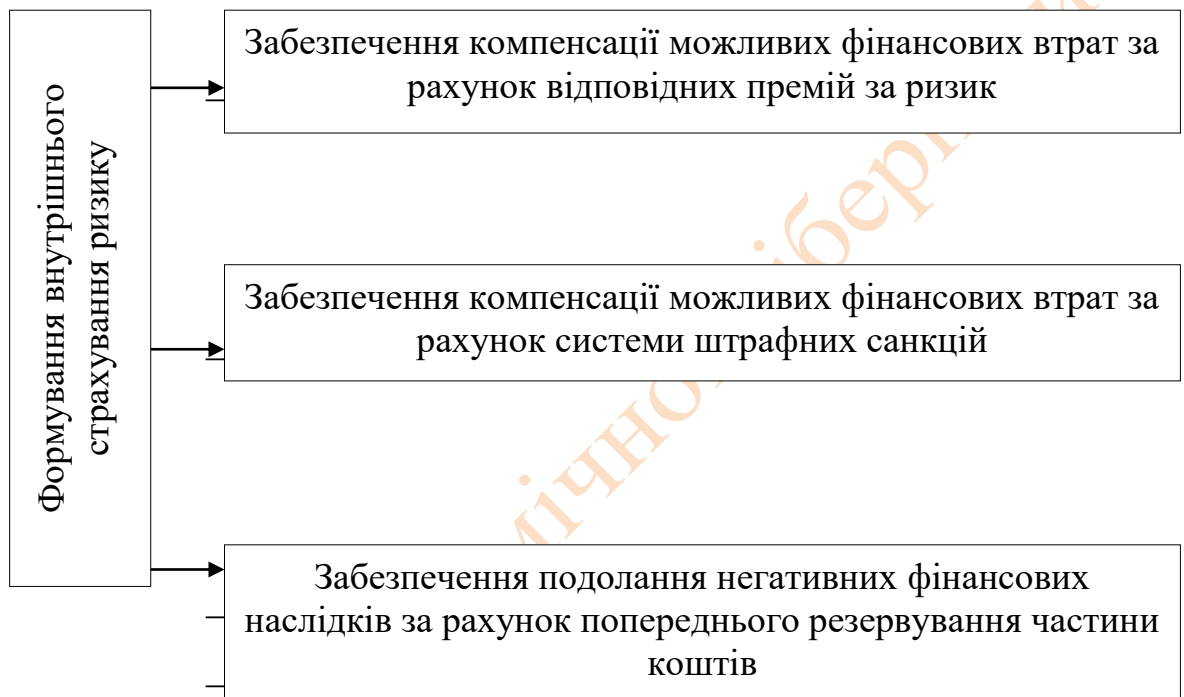 Формування внутрішнього
страхування ризику
Забезпечення компенсації можливих фінансових втрат за
рахунок відповідних премій за ризик
Забезпечення компенсації можливих фінансових втрат за
рахунок системи штрафних санкцій
Забезпечення подолання негативних фінансових
наслідків за рахунок попереднього резервування частини
коштів